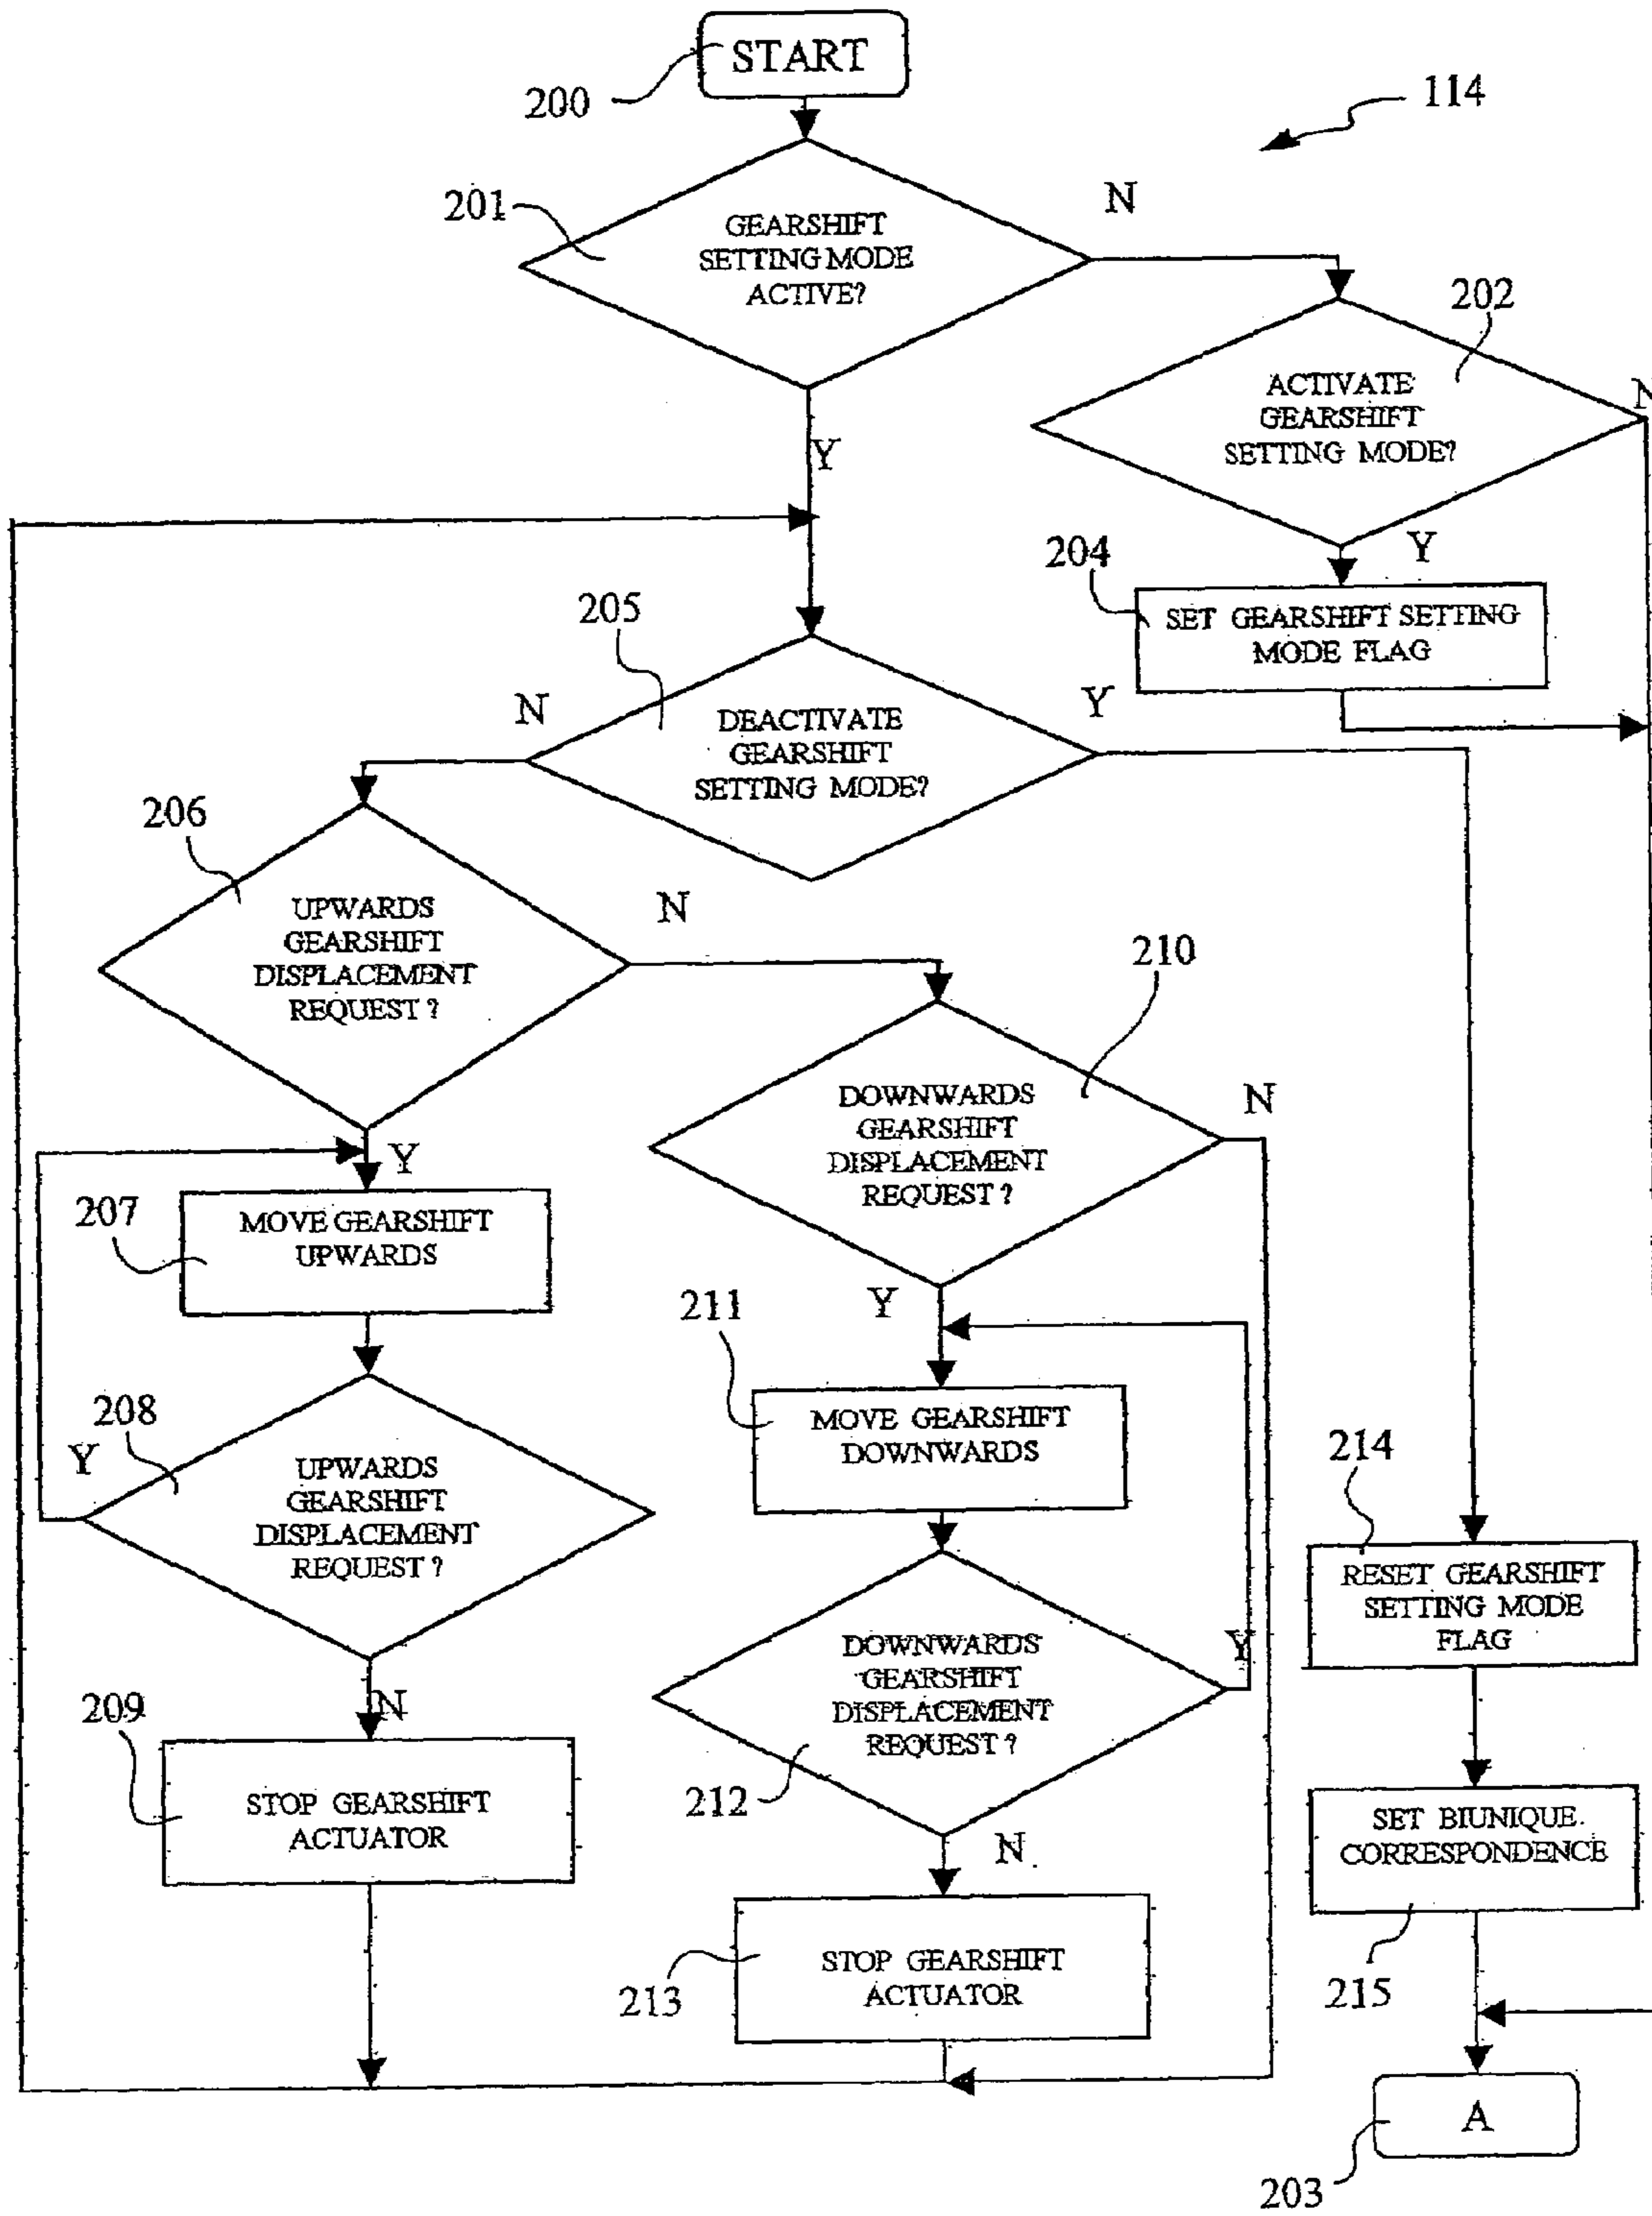 START
200
114
201
GEARSHIFT
SETTING MODE
ACTIVE?
N
202
ACTIVATE
GEARSHIFT
SETTING MODE?
N
Y
Y
204
SET GEARSHIFT SETTING
MODE FLAG
205
N
DEACTIVATE
GEARSHIFT
SETTING MODE?
Y
206
UPWARDS
GEARSHIFT
DISPLACEMENT
REQUEST?
N
210
DOWNWARDS
GEARSHIFT
DISPLACEMENT
REQUEST?
N
Y
207
MOVE GEARSHIFT
UPWARDS
Y
211
MOVE GEARSHIFT
DOWNWARDS
208
Y
UPWARDS
GEARSHIFT
DISPLACEMENT
REQUEST?
214
RESET GEARSHIFT
SETTING MODE
FLAG
DOWNWARDS
GEARSHIFT
DISPLACEMENT
REQUEST?
Y
212
N
209
STOP GEARSHIFT
ACTUATOR
SET BIUNIQUE.
CORRESPONDENCE
N.
213
STOP GEARSHIFT
ACTUATOR
215
A
203